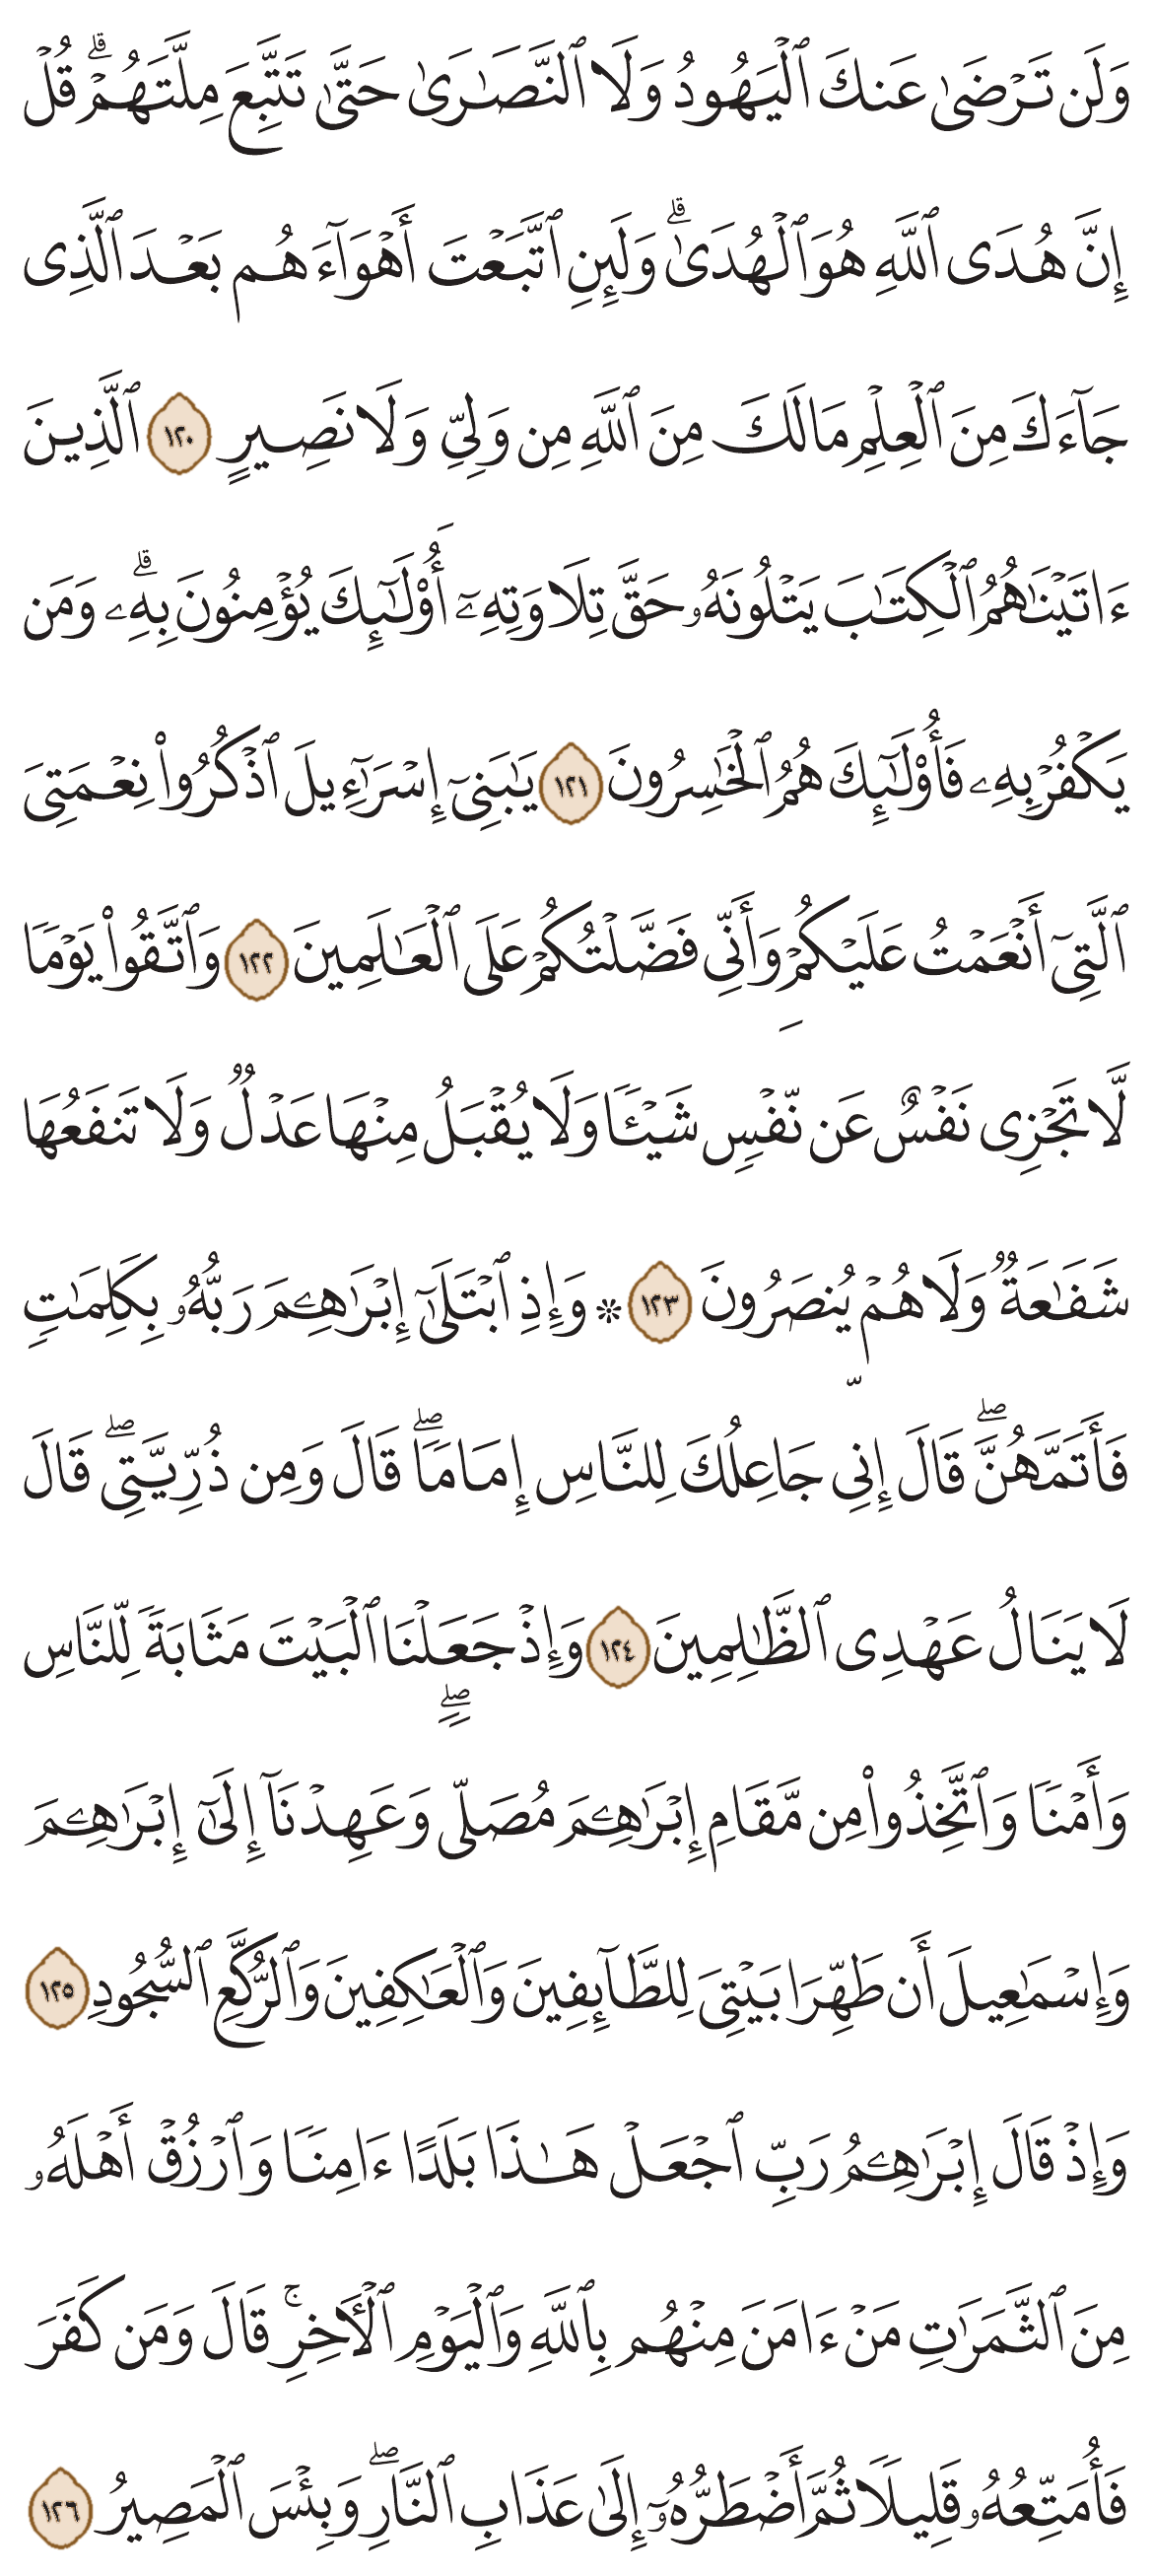 وَلَن تَرْضَىٰ عَنكَ ٱلْيَهُودُ وَلَا ٱلنَّصَـٰرَىٰ حَتَّىٰ تَتَّبِعَ مِلَّتَهُمْ ۗ قُلْ
إِنَّ هُدَى ٱللَّهِ هُوَ ٱلْهُدَىٰ ۗ وَلَئِنِ ٱتَّبَعْتَ أَهْوَآءَهُم بَعْدَ ٱلَّذِى
جَآءَكَ مِنَ ٱلْعِلْمِ مَا لَكَ مِنَ ٱللَّهِ مِن وَلِىٍّ وَلَا نَصِيرٍ ١٢٠ ٱلَّذِينَ
ءَاتَيْنَـٰهُمُ ٱلْكِتَـٰبَ يَتْلُونَهُۥ حَقَّ تِلَاوَتِهِۦٓ أُو۟لَـٰٓئِكَ يُؤْمِنُونَ بِهِۦ ۗ وَمَن
يَكْفُرْ بِهِۦ فَأُو۟لَـٰٓئِكَ هُمُ ٱلْخَـٰسِرُونَ ١٢١ يَـٰبَنِىٓ إِسْرَٰٓءِيلَ ٱذْكُرُوا۟ نِعْمَتِىَ
ٱلَّتِىٓ أَنْعَمْتُ عَلَيْكُمْ وَأَنِّى فَضَّلْتُكُمْ عَلَى ٱلْعَـٰلَمِينَ ١٢٢ وَٱتَّقُوا۟ يَوْمًا
لَّا تَجْزِى نَفْسٌ عَن نَّفْسٍ شَيْـًٔا وَلَا يُقْبَلُ مِنْهَا عَدْلٌ وَلَا تَنفَعُهَا
شَفَـٰعَةٌ وَلَا هُمْ يُنصَرُونَ ١٢٣ ۞ وَإِذِ ٱبْتَلَىٰٓ إِبْرَٰهِـۧمَ رَبُّهُۥ بِكَلِمَـٰتٍ
فَأَتَمَّهُنَّ ۖ قَالَ إِنِّى جَاعِلُكَ لِلنَّاسِ إِمَامًا ۖ قَالَ وَمِن ذُرِّيَّتِى ۖ قَالَ
لَا يَنَالُ عَهْدِى ٱلظَّـٰلِمِينَ ١٢٤ وَإِذْ جَعَلْنَا ٱلْبَيْتَ مَثَابَةً لِّلنَّاسِ
وَأَمْنًا وَٱتَّخِذُوا۟ مِن مَّقَامِ إِبْرَٰهِـۧمَ مُصَلًّى ۖ وَعَهِدْنَآ إِلَىٰٓ إِبْرَٰهِـۧمَ
وَإِسْمَـٰعِيلَ أَن طَهِّرَا بَيْتِىَ لِلطَّآئِفِينَ وَٱلْعَـٰكِفِينَ وَٱلرُّكَّعِ ٱلسُّجُودِ ١٢٥
وَإِذْ قَالَ إِبْرَٰهِـۧمُ رَبِّ ٱجْعَلْ هَـٰذَا بَلَدًا ءَامِنًا وَٱرْزُقْ أَهْلَهُۥ
مِنَ ٱلثَّمَرَٰتِ مَنْ ءَامَنَ مِنْهُم بِٱللَّهِ وَٱلْيَوْمِ ٱلْـَٔاخِرِ ۚ قَالَ وَمَن كَفَرَ
فَأُمَتِّعُهُۥ قَلِيلًا ثُمَّ أَضْطَرُّهُۥٓ إِلَىٰ عَذَابِ ٱلنَّارِ ۖ وَبِئْسَ ٱلْمَصِيرُ ١٢٦